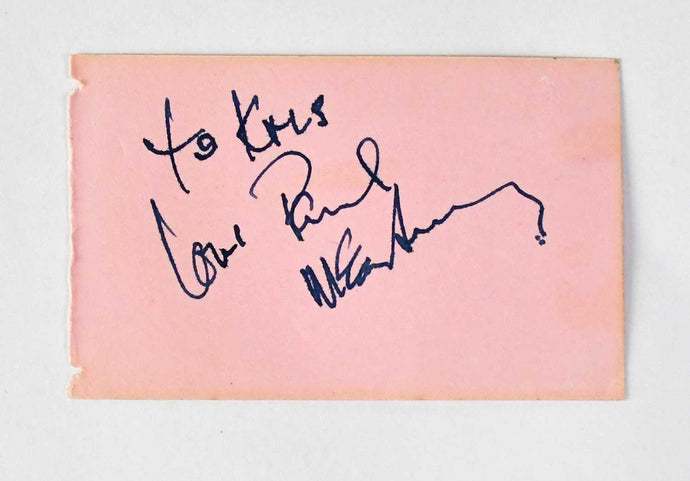 To Kris
love Paul
McCartney